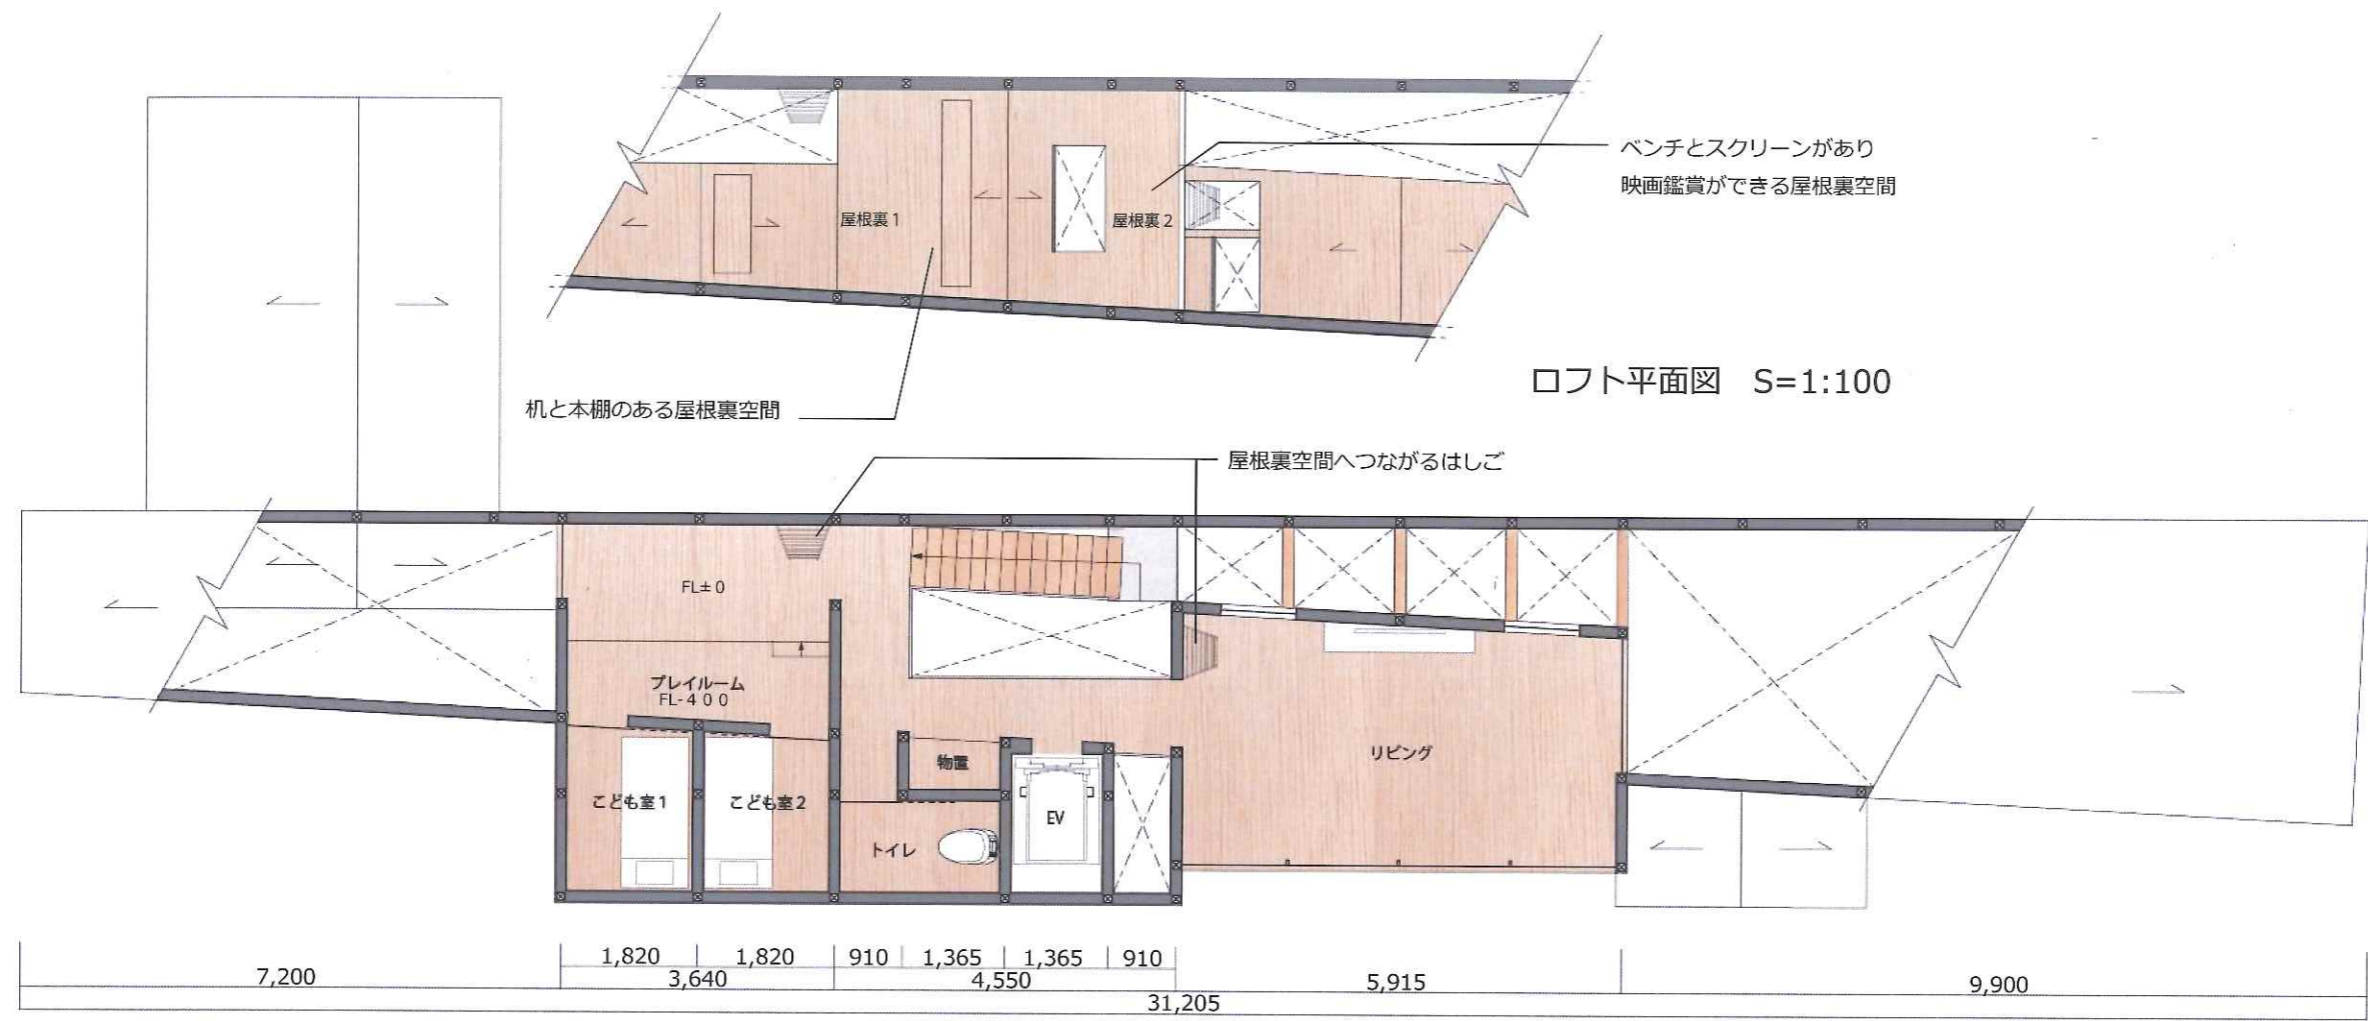 ベンチとスクリーンがあり
映画鑑賞ができる屋根裏空間
屋根裏1
屋根裏2
ロフト平面図 S=1:100
机と本棚のある屋根裏空間
屋根裏空間へつながるはしご
FL±0
プレイルーム
FL-400
リビング
物置
こども室1
こども室2
EV
トイレ
1,820
1,820
910
1,365
1,365
910
7,200
3,640
4,550
5,915
9,900
31,205